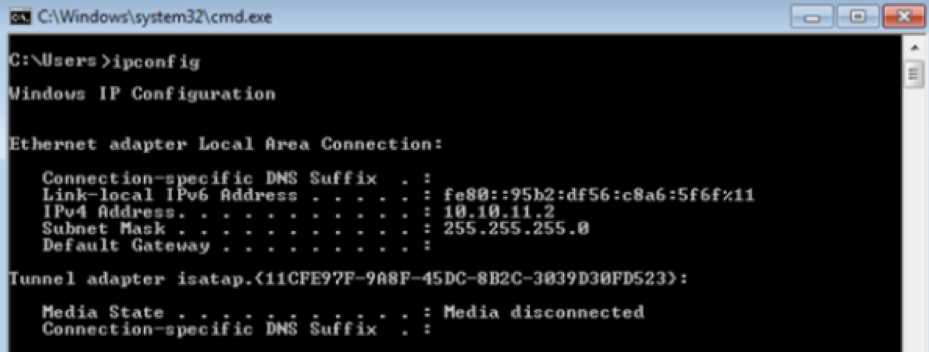 C:\Windows\system32\cmd.exe
C:\Users>ipconfig
Windows IP Configuration
Ethernet adapter Local Area Connection:
Connection-specific DNS Suffix . :
Link-local IPv6 Address . . . . . : fe80::95b2:df56:c8a6:5f6f%11
IPv4 Address. . . . . . . . . . . : 10.10.11.2
Subnet Mask . . . . . . . . . . . : 255.255.255.0
Default Gateway . . . . . . . . . :
Tunnel adapter isatap.{11CFE97F-9A8F-45DC-8B2C-3039D30FD523}:
Media State . . . . . . . . . . . : Media disconnected
Connection-specific DNS Suffix . :